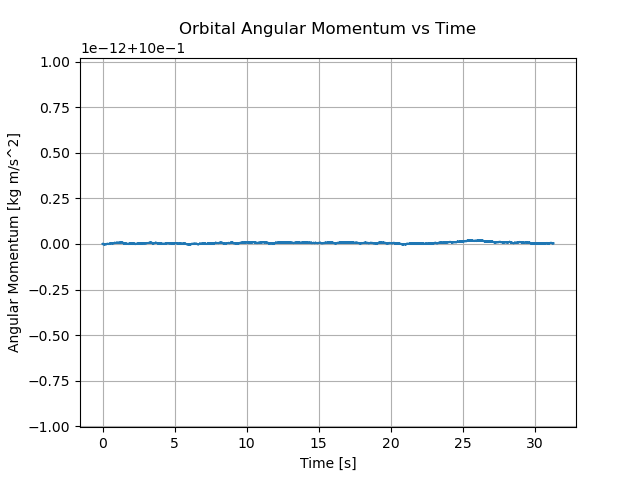 Orbital Angular Momentum vs Time
1e−12+10e−1
1.00
0.75
0.50
0.25
0.00
−0.25
−0.50
−0.75
−1.00
Angular Momentum [kg m/s^2]
0 5 10 15 20 25 30
Time [s]